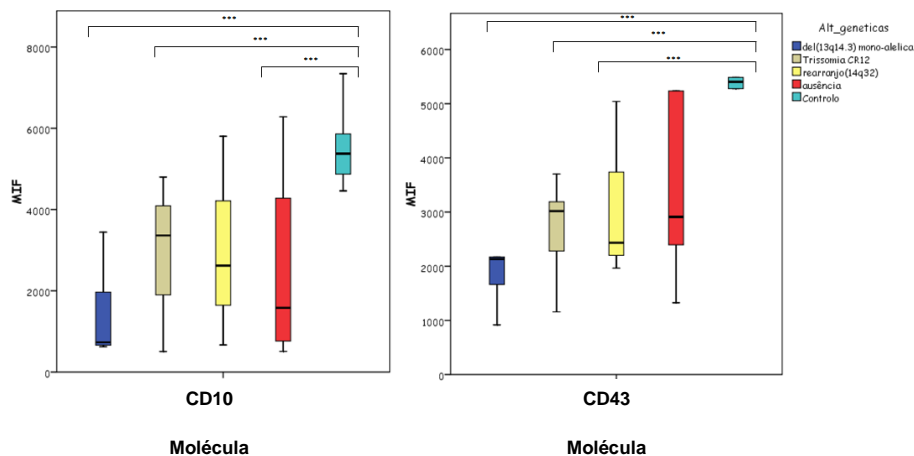 ***
***
***
8000
6000
4000
2000
0
MIF
CD10
Molécula
***
***
***
6000
5000
4000
3000
2000
1000
0
MIF
CD43
Molécula
Alt_geneticas
del(13q14.3) mono-alelica
Trissomia CR12
rearranjo(14q32)
ausência
Controlo